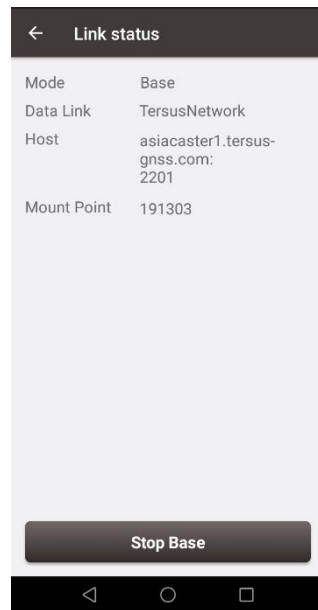 Link status
Mode Base
Data Link TersusNetwork
Host asiacaster1.tersus-
gnss.com:
2201
Mount Point 191303
Stop Base